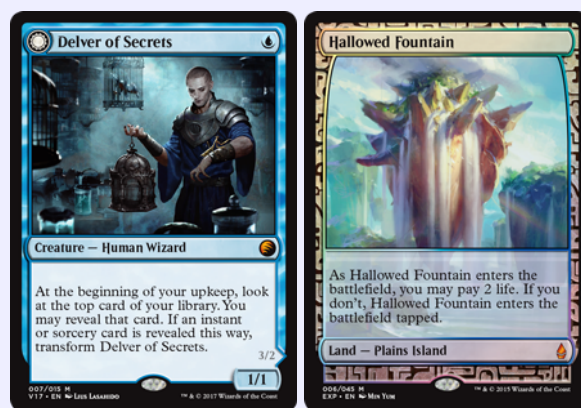 Delver of Secrets
Creature — Human Wizard
At the beginning of your upkeep, look
at the top card of your library. You
may reveal that card. If an instant
or sorcery card is revealed this way,
transform Delver of Secrets.
3/2
1/1
007/015 M
V17 • EN LIUS LASAHIDO
™ & © 2017 Wizards of the Coast
Hallowed Fountain
As Hallowed Fountain enters the
battlefield, you may pay 2 life. If you
don't, Hallowed Fountain enters the
battlefield tapped.
Land — Plains Island
006/045 M
EXP • EN MIN YUM
™ & © 2015 Wizards of the Coast